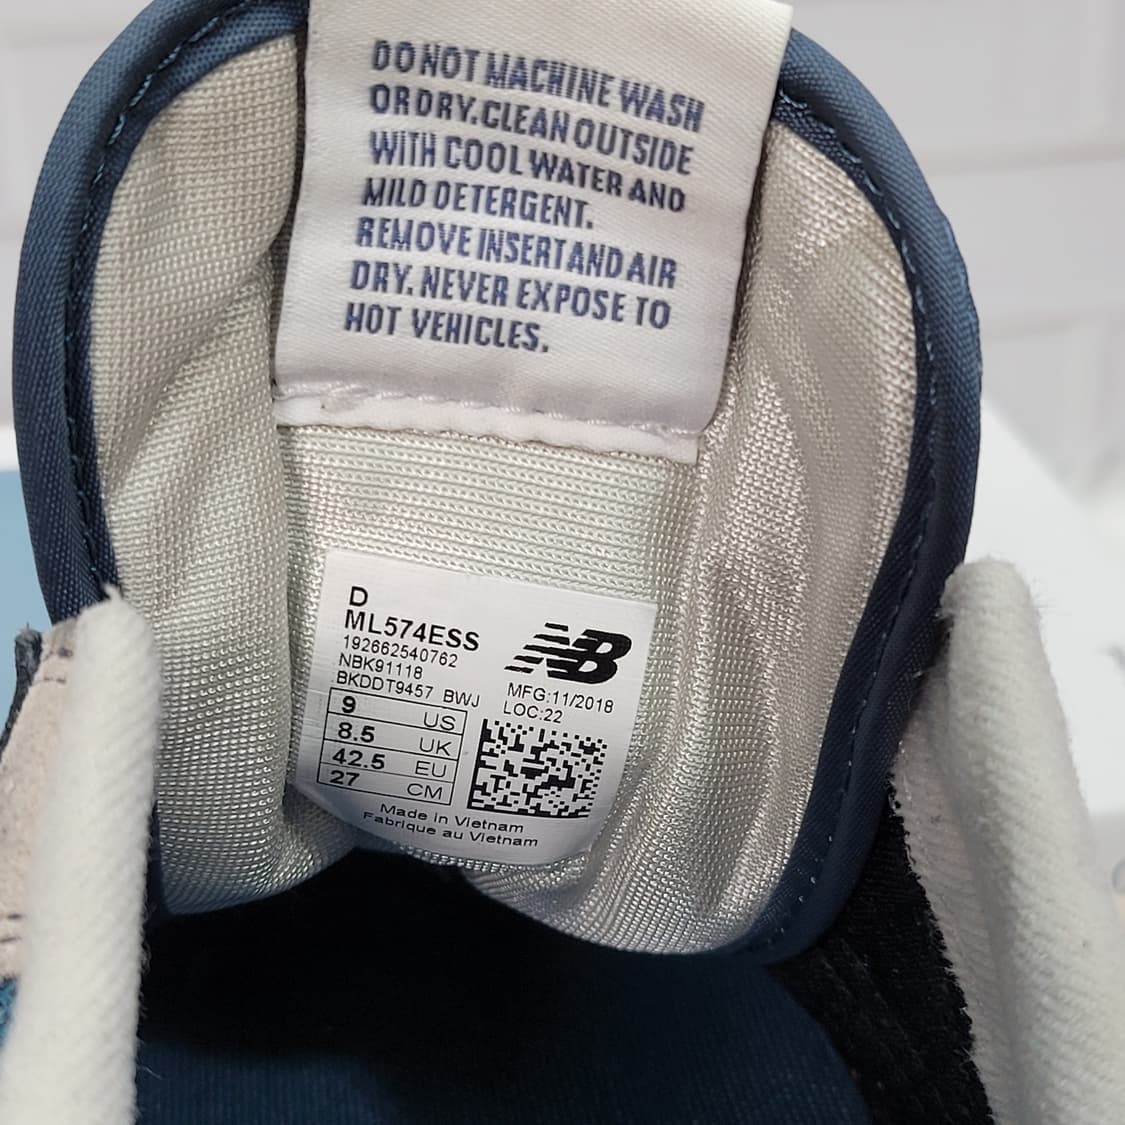 DO NOT MACHINE WASH
OR DRY. CLEAN OUTSIDE
WITH COOL WATER AND
MILD DETERGENT.
REMOVE INSERT AND AIR
DRY. NEVER EXPOSE TO
HOT VEHICLES.
D
ML574ESS
192662540762
NBK91118
BKDDT9457 BWJ
NB
MFG:11/2018
LOC:22
9 US
8.5 UK
42.5 EU
27 CM
Made in Vietnam
Fabrique au Vietnam